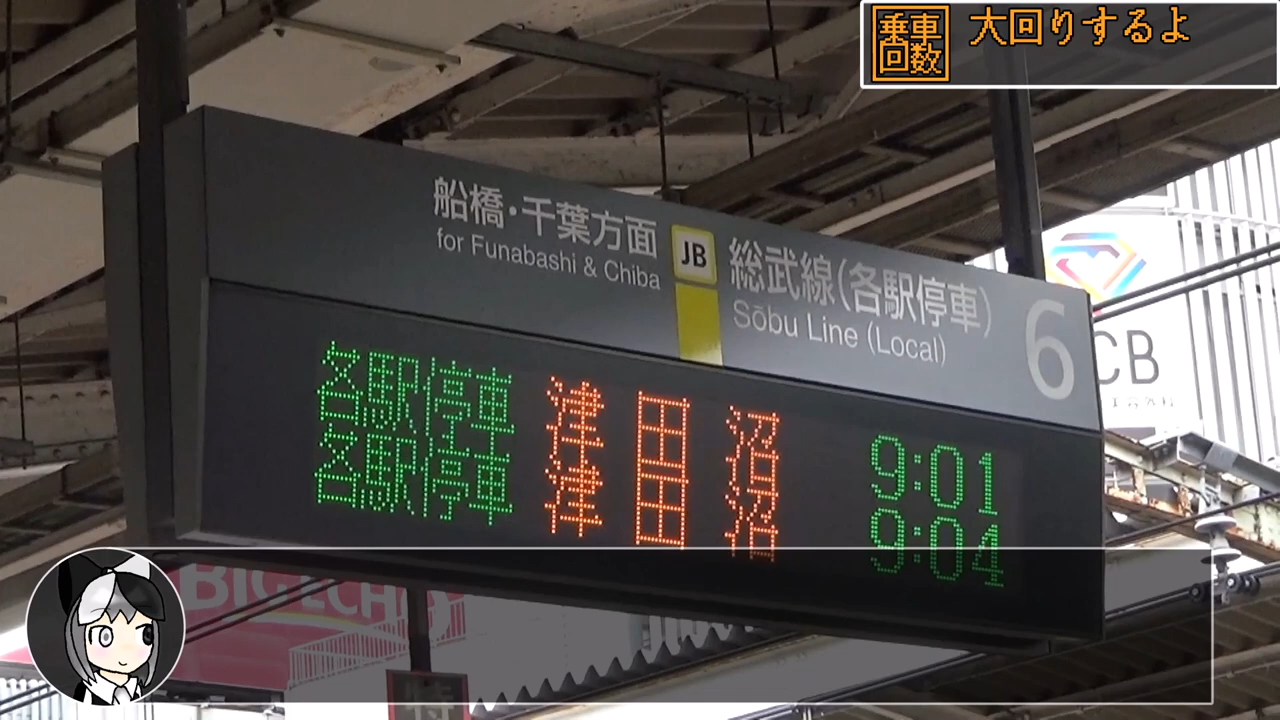 乗車
回数
大回りするよ
船橋・千葉方面
for Funabashi & Chiba
JB
総武線(各駅停車)
Sōbu Line (Local)
6
各駅停車 津田沼 9:01
各駅停車 津田沼 9:04
CB
BIG ECHO